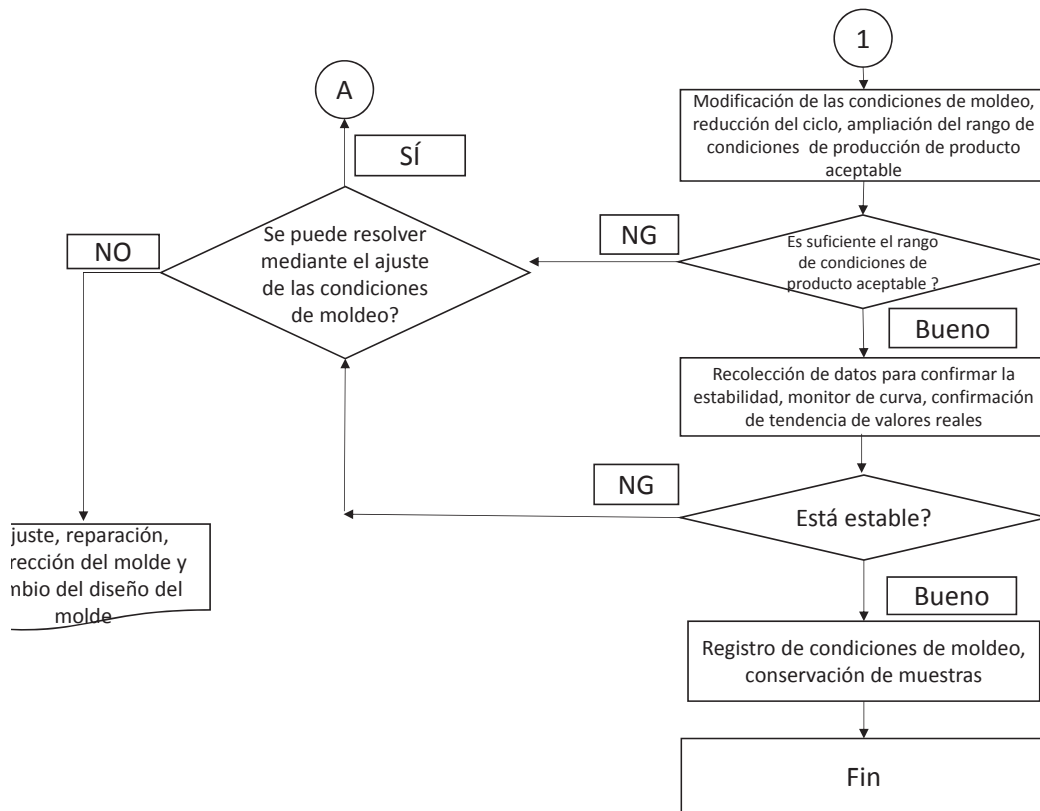 1
Modificación de las condiciones de moldeo,
reducción del ciclo, ampliación del rango de
condiciones de producción de producto
aceptable
A
SÍ
Se puede resolver
mediante el ajuste
de las condiciones
de moldeo?
NO
NG
Es suficiente el rango
de condiciones de
producto aceptable ?
Bueno
Recolección de datos para confirmar la
estabilidad, monitor de curva, confirmación
de tendencia de valores reales
NG
Está estable?
juste, reparación,
rección del molde y
mbio del diseño del
molde
Bueno
Registro de condiciones de moldeo,
conservación de muestras
Fin